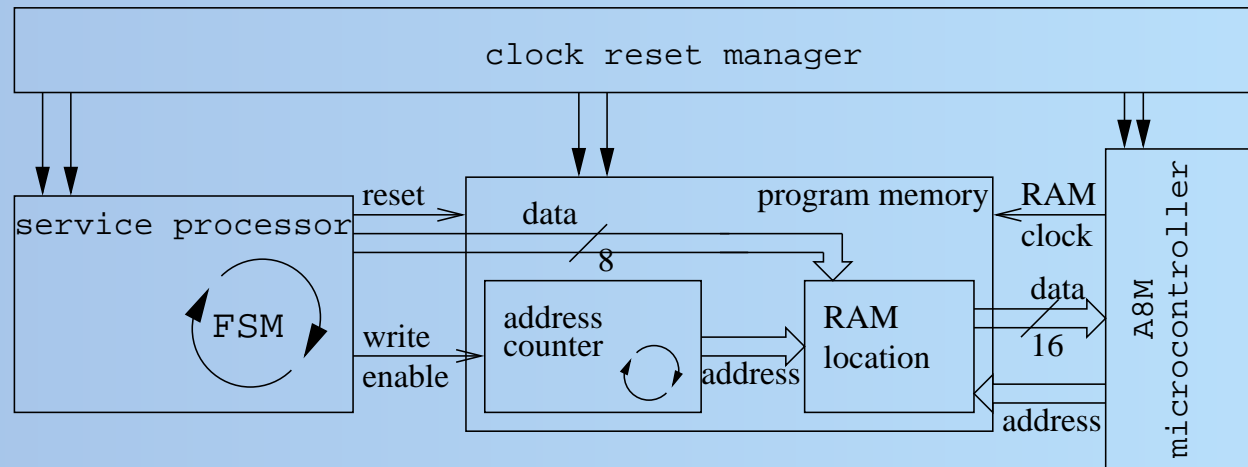 clock reset manager
service processor
FSM
reset
data
8
write
enable
program memory
address
counter
address
RAM
location
RAM
clock
data
16
address
A8M
microcontroller